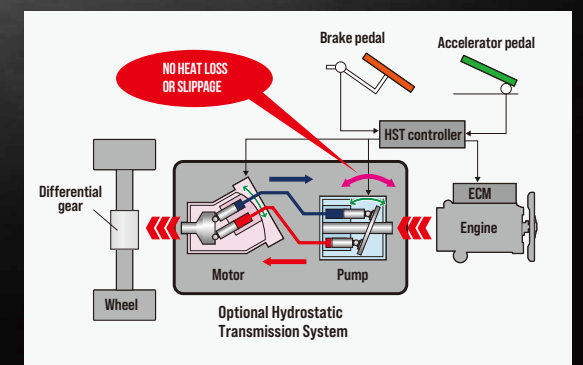 Brake pedal
Accelerator pedal
NO HEAT LOSS
OR SLIPPAGE
HST controller
ECM
Engine
Differential
gear
Motor
Pump
Wheel
Optional Hydrostatic
Transmission System